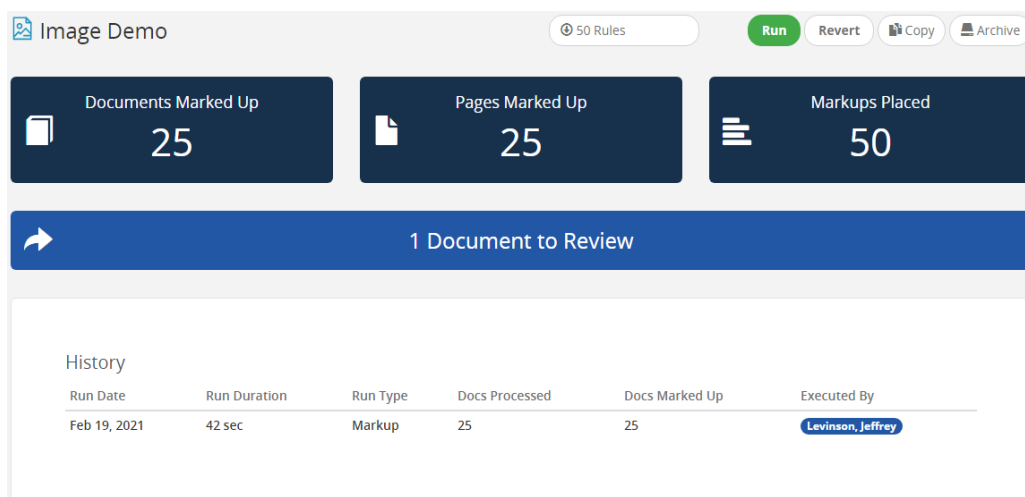 Image Demo
50 Rules
Run
Revert
Copy
Archive
Documents Marked Up
25
Pages Marked Up
25
Markups Placed
50
1 Document to Review
History
Run Date Run Duration Run Type Docs Processed Docs Marked Up Executed By
Feb 19, 2021 42 sec Markup 25 25 Levinson, Jeffrey